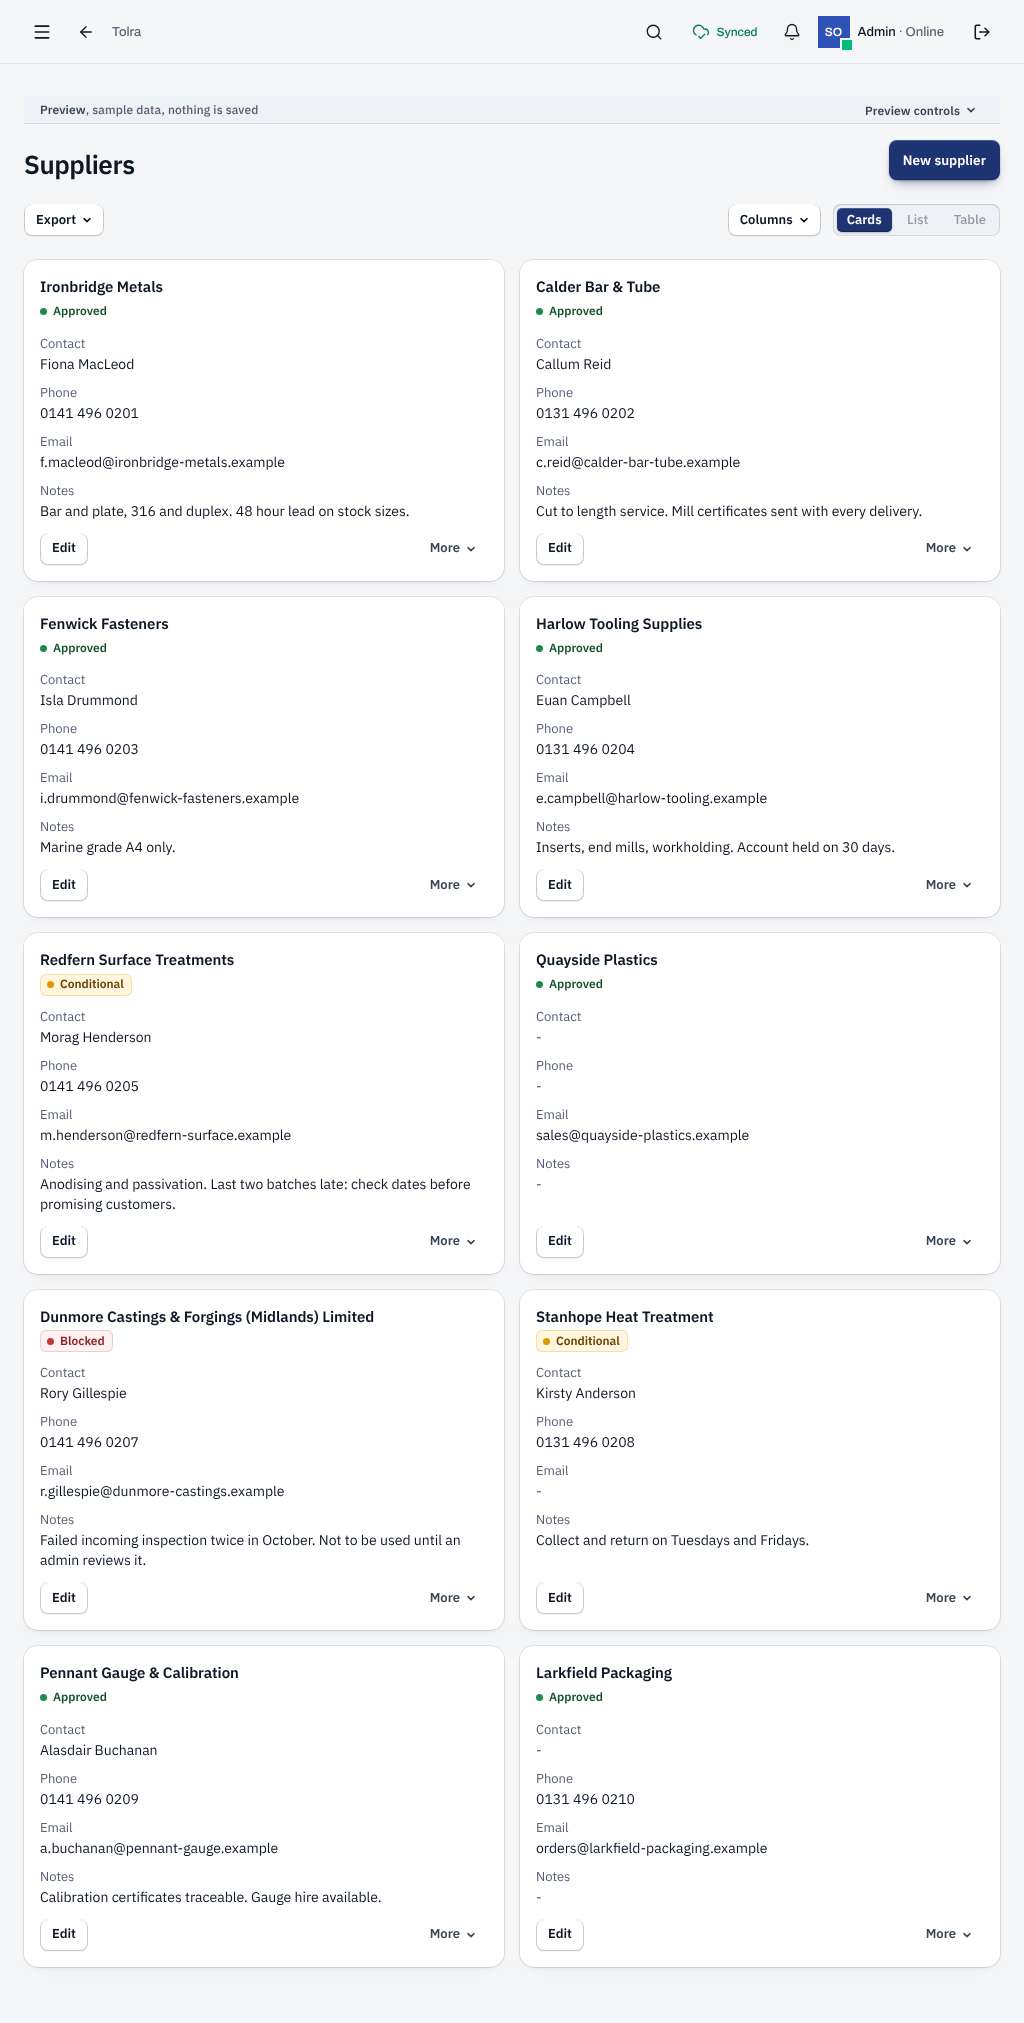 Tolra
Synced
SO
Admin · Online
Preview, sample data, nothing is saved
Preview controls
Suppliers
New supplier
Export
Columns
Cards
List
Table
Ironbridge Metals
Approved
Contact
Fiona MacLeod
Phone
0141 496 0201
Email
f.macleod@ironbridge-metals.example
Notes
Bar and plate, 316 and duplex. 48 hour lead on stock sizes.
Edit
More
Calder Bar & Tube
Approved
Contact
Callum Reid
Phone
0131 496 0202
Email
c.reid@calder-bar-tube.example
Notes
Cut to length service. Mill certificates sent with every delivery.
Edit
More
Fenwick Fasteners
Approved
Contact
Isla Drummond
Phone
0141 496 0203
Email
i.drummond@fenwick-fasteners.example
Notes
Marine grade A4 only.
Edit
More
Harlow Tooling Supplies
Approved
Contact
Euan Campbell
Phone
0131 496 0204
Email
e.campbell@harlow-tooling.example
Notes
Inserts, end mills, workholding. Account held on 30 days.
Edit
More
Redfern Surface Treatments
Conditional
Contact
Morag Henderson
Phone
0141 496 0205
Email
m.henderson@redfern-surface.example
Notes
Anodising and passivation. Last two batches late: check dates before
promising customers.
Edit
More
Quayside Plastics
Approved
Contact
-
Phone
-
Email
sales@quayside-plastics.example
Notes
-
Edit
More
Dunmore Castings & Forgings (Midlands) Limited
Blocked
Contact
Rory Gillespie
Phone
0141 496 0207
Email
r.gillespie@dunmore-castings.example
Notes
Failed incoming inspection twice in October. Not to be used until an
admin reviews it.
Edit
More
Stanhope Heat Treatment
Conditional
Contact
Kirsty Anderson
Phone
0131 496 0208
Email
-
Notes
Collect and return on Tuesdays and Fridays.
Edit
More
Pennant Gauge & Calibration
Approved
Contact
Alasdair Buchanan
Phone
0141 496 0209
Email
a.buchanan@pennant-gauge.example
Notes
Calibration certificates traceable. Gauge hire available.
Edit
More
Larkfield Packaging
Approved
Contact
-
Phone
0131 496 0210
Email
orders@larkfield-packaging.example
Notes
-
Edit
More